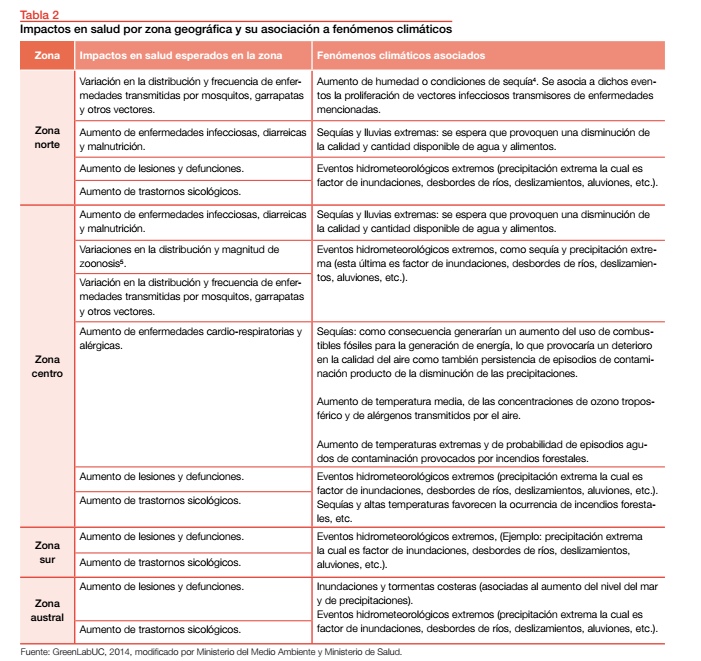 Tabla 2
Impactos en salud por zona geográfica y su asociación a fenómenos climáticos
Zona
Impactos en salud esperados en la zona
Fenómenos climáticos asociados
Zona
norte
Variación en la distribución y frecuencia de enfer-
medades transmitidas por mosquitos, garrapatas
y otros vectores.
Aumento de humedad o condiciones de sequía⁴. Se asocia a dichos even-
tos la proliferación de vectores infecciosos transmisores de enfermedades
mencionadas.
Aumento de enfermedades infecciosas, diarreicas
y malnutrición.
Sequías y lluvias extremas: se espera que provoquen una disminución de
la calidad y cantidad disponible de agua y alimentos.
Aumento de lesiones y defunciones.
Aumento de trastornos sicológicos.
Eventos hidrometeorológicos extremos (precipitación extrema la cual es
factor de inundaciones, desbordes de ríos, deslizamientos, aluviones, etc.).
Zona
centro
Aumento de enfermedades infecciosas, diarreicas
y malnutrición.
Sequías y lluvias extremas: se espera que provoquen una disminución de
la calidad y cantidad disponible de agua y alimentos.
Variaciones en la distribución y magnitud de
zoonosis⁵.
Variación en la distribución y frecuencia de enfer-
medades transmitidas por mosquitos, garrapatas
y otros vectores.
Eventos hidrometeorológicos extremos, como sequía y precipitación extre-
ma (esta última es factor de inundaciones, desbordes de ríos, deslizamien-
tos, aluviones, etc.).
Aumento de enfermedades cardio-respiratorias y
alérgicas.
Sequías: como consecuencia generarían un aumento del uso de combus-
tibles fósiles para la generación de energía, lo que provocaría un deterioro
en la calidad del aire como también persistencia de episodios de contami-
nación producto de la disminución de las precipitaciones.
Aumento de temperatura media, de las concentraciones de ozono tropos-
férico y de alérgenos transmitidos por el aire.
Aumento de temperaturas extremas y de probabilidad de episodios agu-
dos de contaminación provocados por incendios forestales.
Aumento de lesiones y defunciones.
Aumento de trastornos sicológicos.
Eventos hidrometeorológicos extremos (precipitación extrema la cual es
factor de inundaciones, desbordes de ríos, deslizamientos, aluviones, etc.).
Sequías y altas temperaturas favorecen la ocurrencia de incendios foresta-
les, etc.
Zona
sur
Aumento de lesiones y defunciones.
Aumento de trastornos sicológicos.
Eventos hidrometeorológicos extremos, (Ejemplo: precipitación extrema
la cual es factor de inundaciones, desbordes de ríos, deslizamientos,
aluviones, etc.).
Zona
austral
Aumento de lesiones y defunciones.
Aumento de trastornos sicológicos.
Inundaciones y tormentas costeras (asociadas al aumento del nivel del mar
y de precipitaciones).
Eventos hidrometeorológicos extremos (precipitación extrema la cual es
factor de inundaciones, desbordes de ríos, deslizamientos, aluviones, etc.).
Fuente: GreenLabUC, 2014, modificado por Ministerio del Medio Ambiente y Ministerio de Salud.